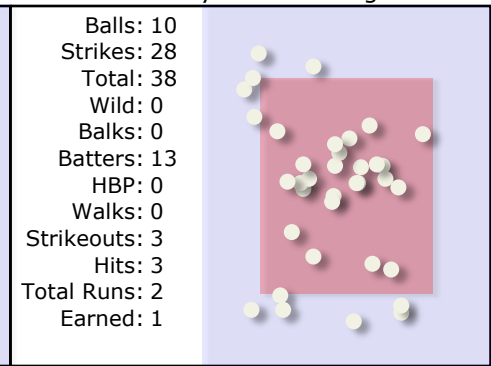 Balls: 10
Strikes: 28
Total: 38
Wild: 0
Balks: 0
Batters: 13
HBP: 0
Walks: 0
Strikeouts: 3
Hits: 3
Total Runs: 2
Earned: 1